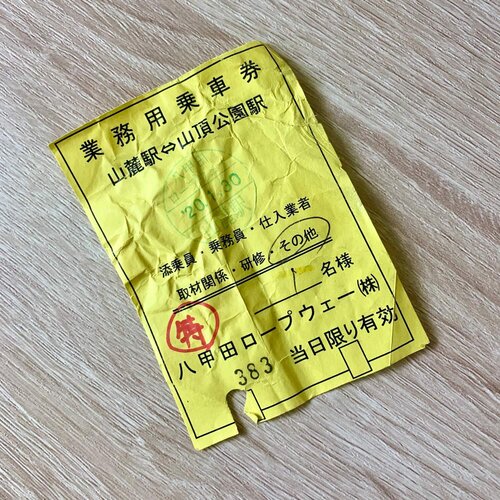 業務用乗車券
山麓駅⇔山頂公園駅
'20.1.30
添乗員・乗務員・仕入業者
取材関係・研修・その他
名様
特
八甲田ロープウェー㈱
383 当日限り有効